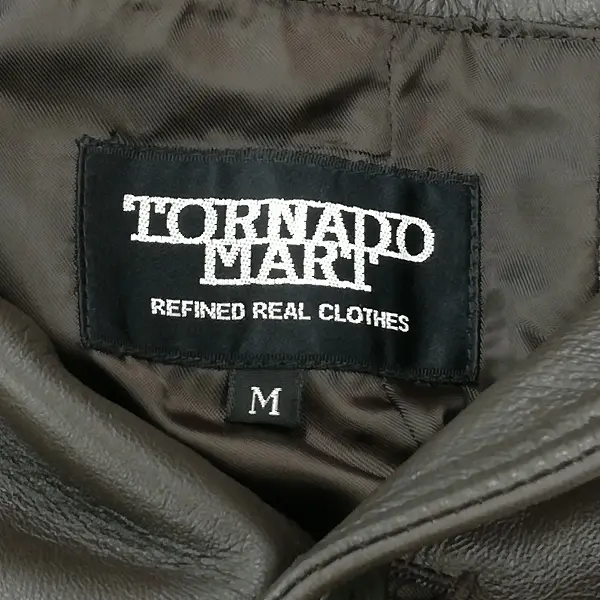 TORNADO
MART
REFINED REAL CLOTHES
M